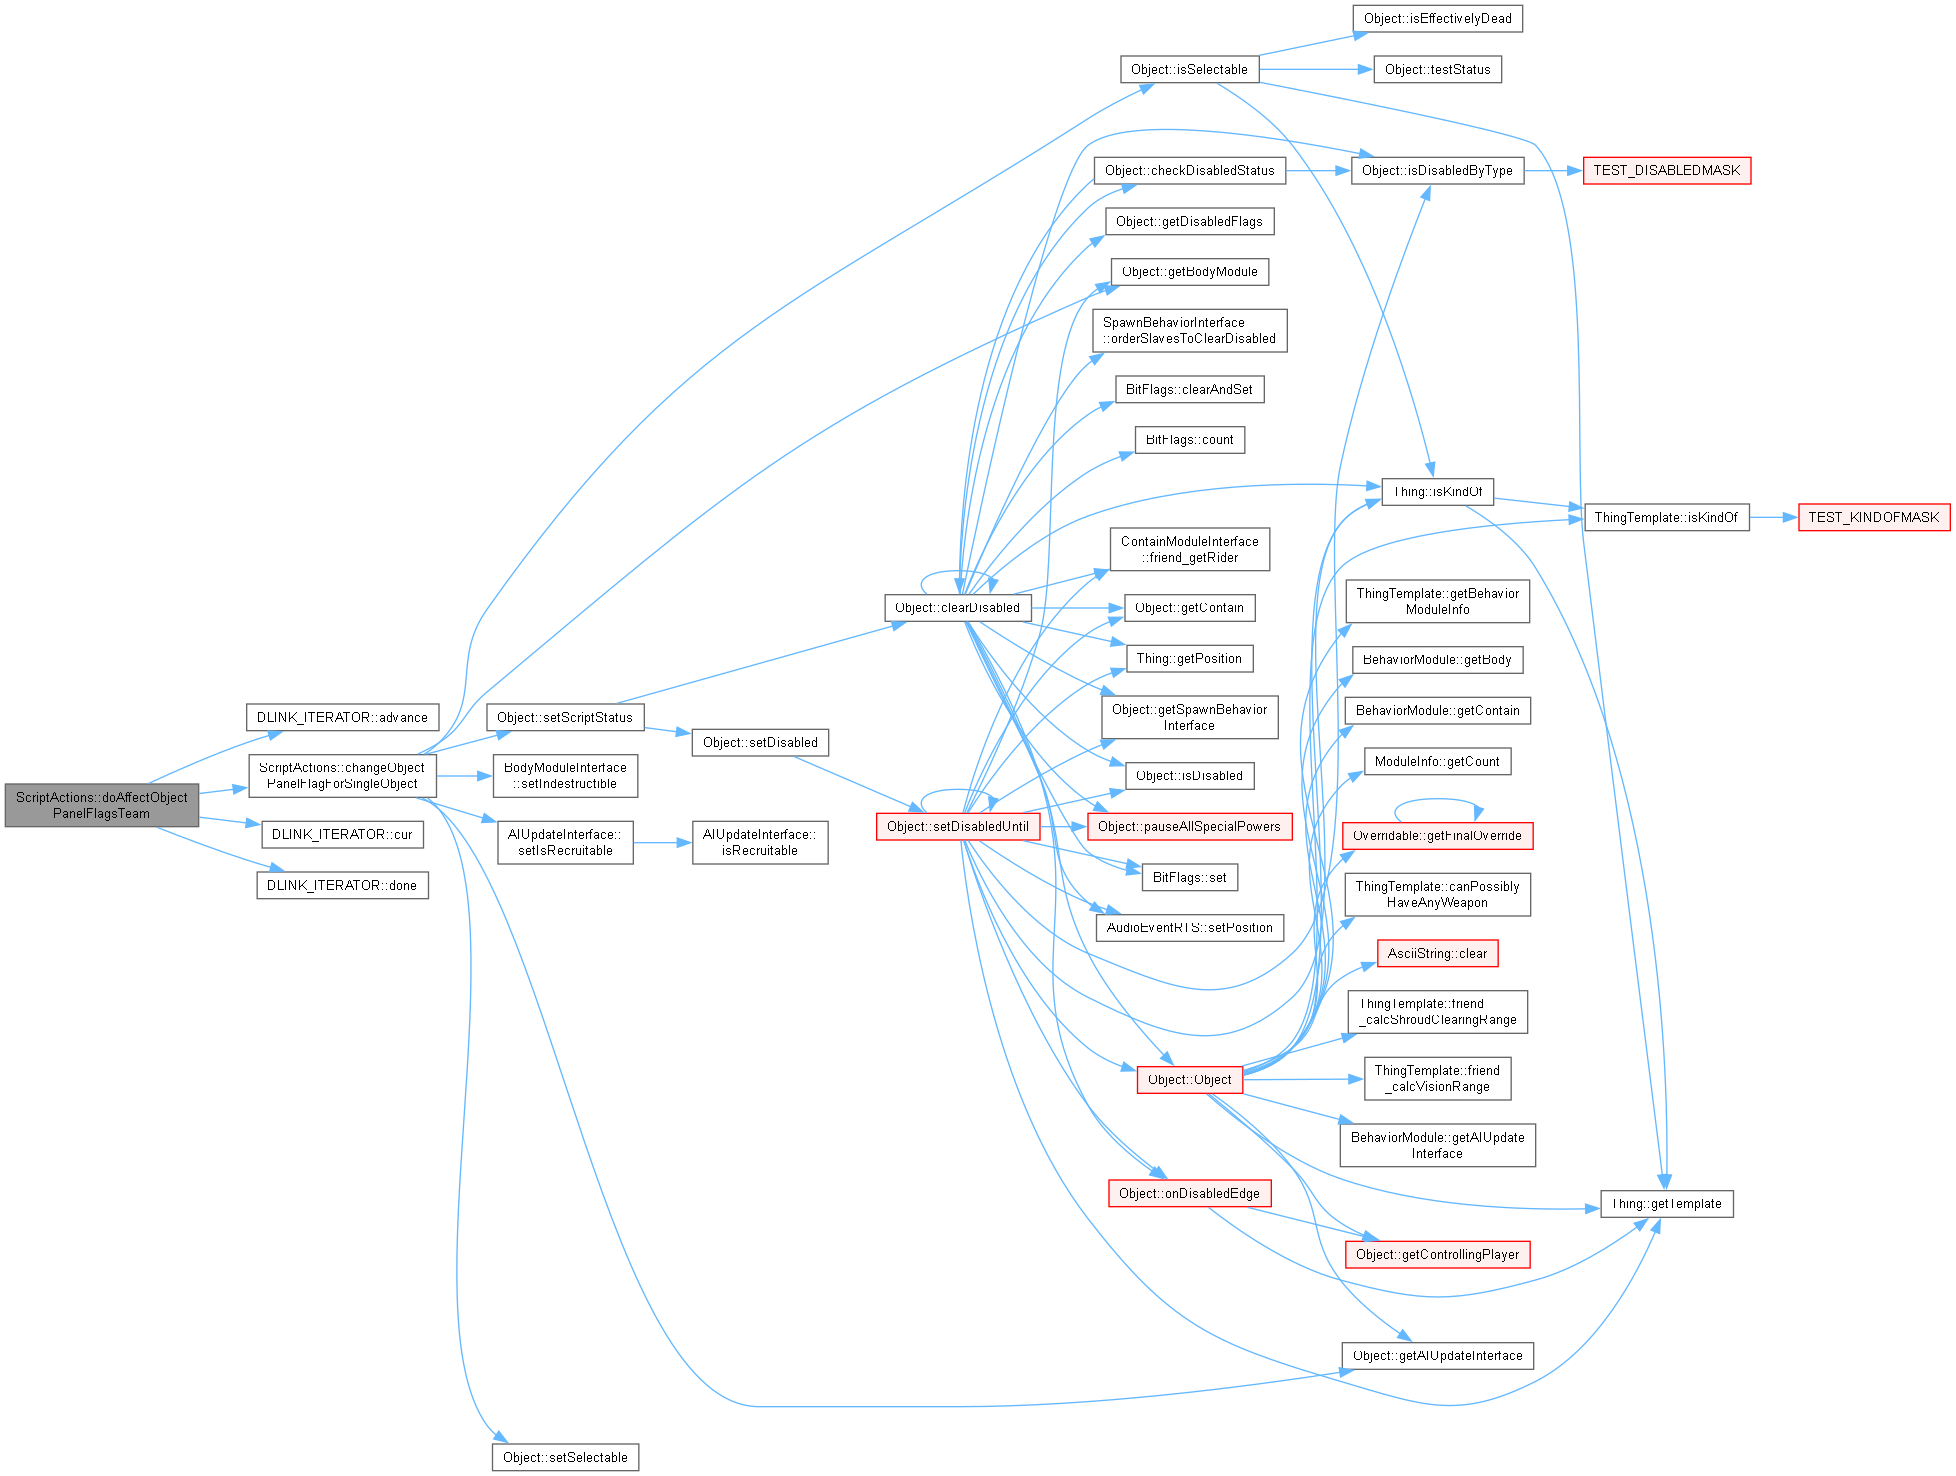 ScriptActions::doAffectObject
PanelFlagsTeam
DLINK_ITERATOR::advance
ScriptActions::changeObject
PanelFlagForSingleObject
DLINK_ITERATOR::cur
DLINK_ITERATOR::done
Object::setScriptStatus
BodyModuleInterface
::setIndestructible
AIUpdateInterface::
setIsRecruitable
Object::setSelectable
Object::setDisabled
AIUpdateInterface::
isRecruitable
Object::clearDisabled
Object::setDisabledUntil
Object::isSelectable
Object::checkDisabledStatus
Object::getDisabledFlags
Object::getBodyModule
SpawnBehaviorInterface
::orderSlavesToClearDisabled
BitFlags::clearAndSet
BitFlags::count
ContainModuleInterface
::friend_getRider
Object::getContain
Thing::getPosition
Object::getSpawnBehavior
Interface
Object::isDisabled
Object::pauseAllSpecialPowers
BitFlags::set
AudioEventRTS::setPosition
Object::Object
Object::onDisabledEdge
Object::isEffectivelyDead
Object::testStatus
Object::isDisabledByType
Thing::isKindOf
ThingTemplate::getBehavior
ModuleInfo
BehaviorModule::getBody
BehaviorModule::getContain
ModuleInfo::getCount
Overridable::getFinalOverride
ThingTemplate::canPossibly
HaveAnyWeapon
AsciiString::clear
ThingTemplate::friend
_calcShroudClearingRange
ThingTemplate::friend
_calcVisionRange
BehaviorModule::getAIUpdate
Interface
Object::getControllingPlayer
Object::getAIUpdateInterface
TEST_DISABLEDMASK
ThingTemplate::isKindOf
Thing::getTemplate
TEST_KINDOFMASK